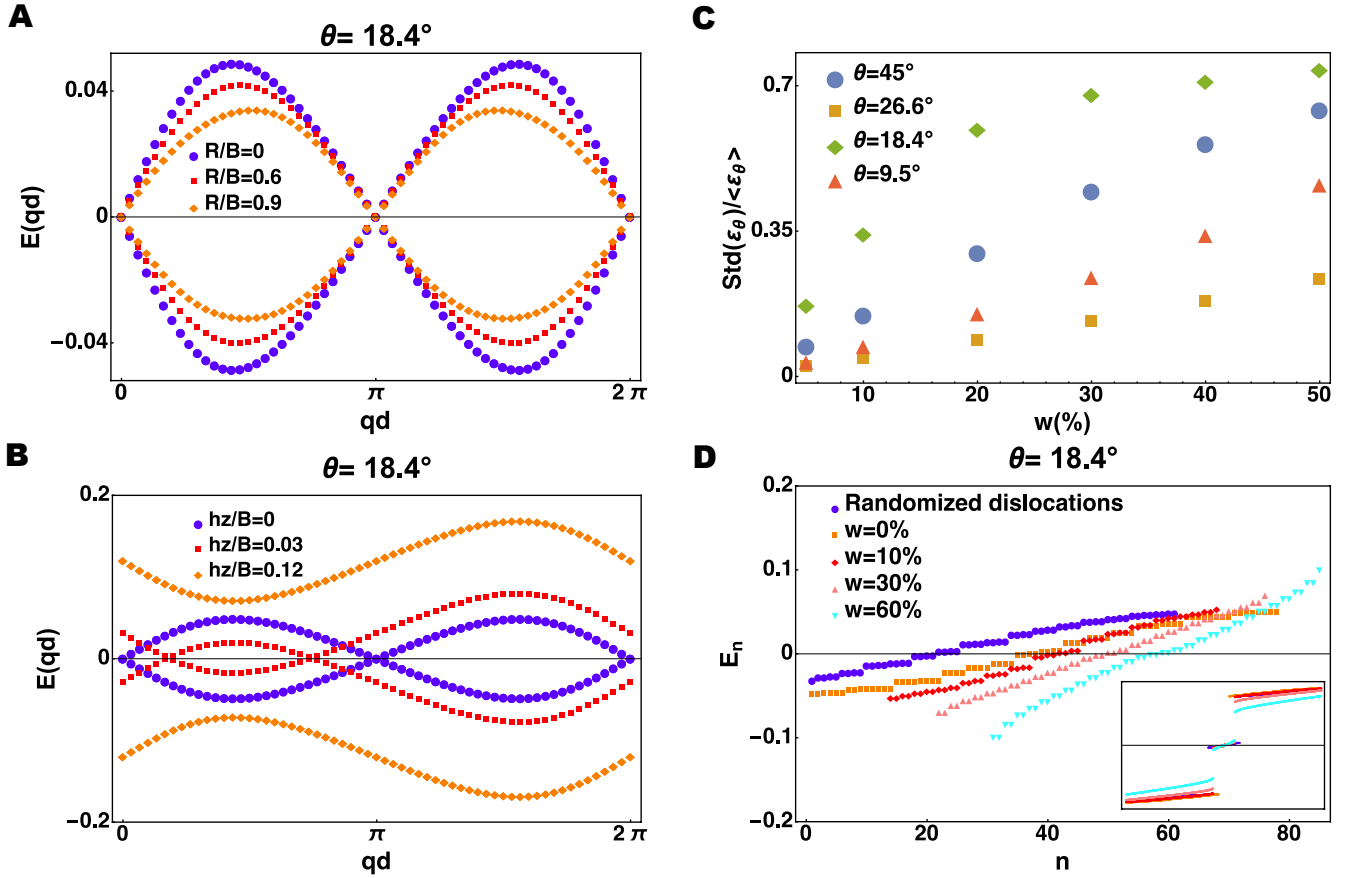 A
θ= 18.4°
0.04
0
−0.04
E(qd)
R/B=0
R/B=0.6
R/B=0.9
0
π
2 π
qd
B
θ= 18.4°
0.2
0
−0.2
E(qd)
hz/B=0
hz/B=0.03
hz/B=0.12
0
π
2 π
qd
C
0.7
0.35
0
Std(εθ)/<εθ>
θ=45°
θ=26.6°
θ=18.4°
θ=9.5°
10
20
30
40
50
w(%)
D
θ= 18.4°
0.2
0.1
0
−0.1
−0.2
En
Randomized dislocations
w=0%
w=10%
w=30%
w=60%
0
20
40
60
80
n